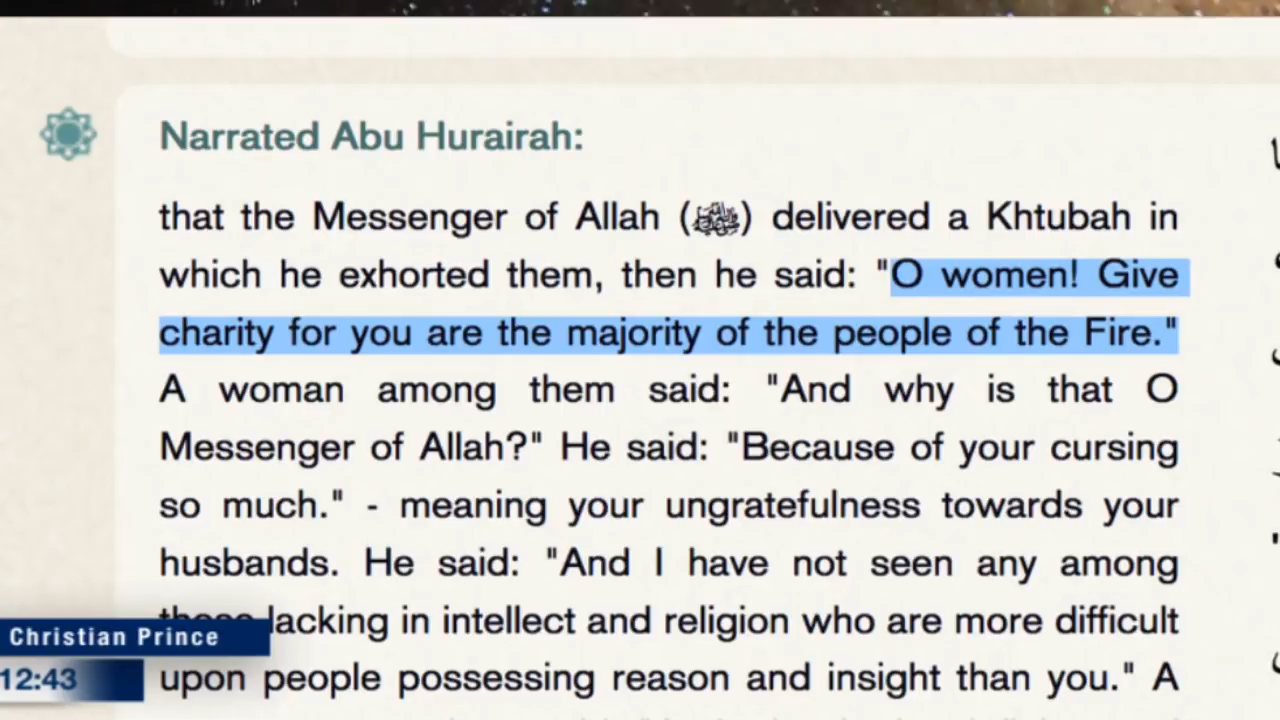 Narrated Abu Hurairah:
that the Messenger of Allah (ﷺ) delivered a Khtubah in
which he exhorted them, then he said: "O women! Give
charity for you are the majority of the people of the Fire."
A woman among them said: "And why is that O
Messenger of Allah?" He said: "Because of your cursing
so much." - meaning your ungratefulness towards your
husbands. He said: "And I have not seen any among
those lacking in intellect and religion who are more difficult
Christian Prince
upon people possessing reason and insight than you." A
12:43